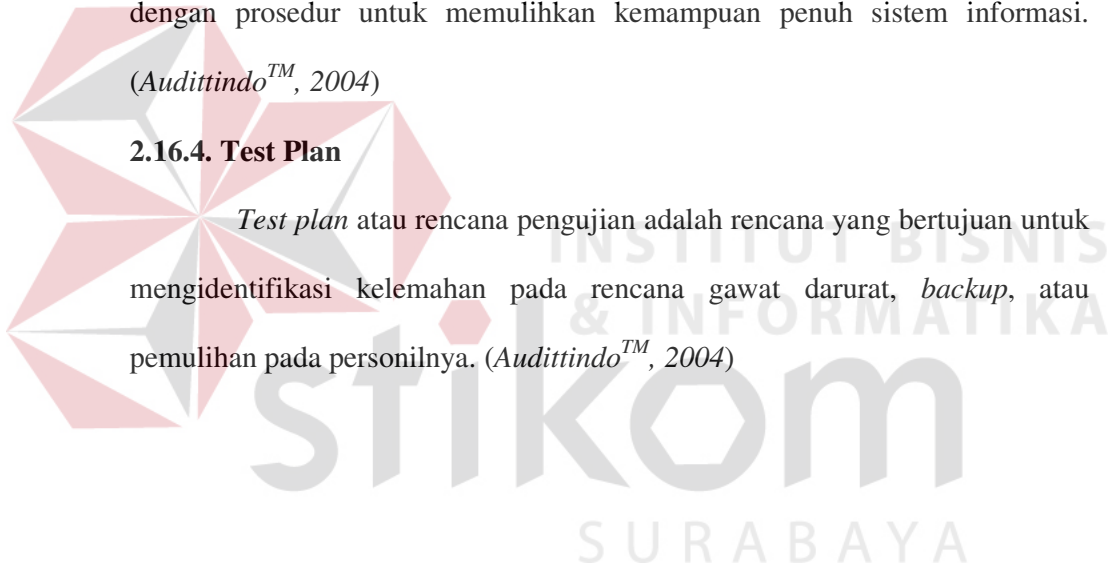 dengan prosedur untuk memulihkan kemampuan penuh sistem informasi.
(Audittindo™, 2004)
2.16.4. Test Plan
Test plan atau rencana pengujian adalah rencana yang bertujuan untuk
mengidentifikasi kelemahan pada rencana gawat darurat, backup, atau
pemulihan pada personilnya. (Audittindo™, 2004)
INSTITUT BISNIS
& INFORMATIKA
stikom
SURABAYA